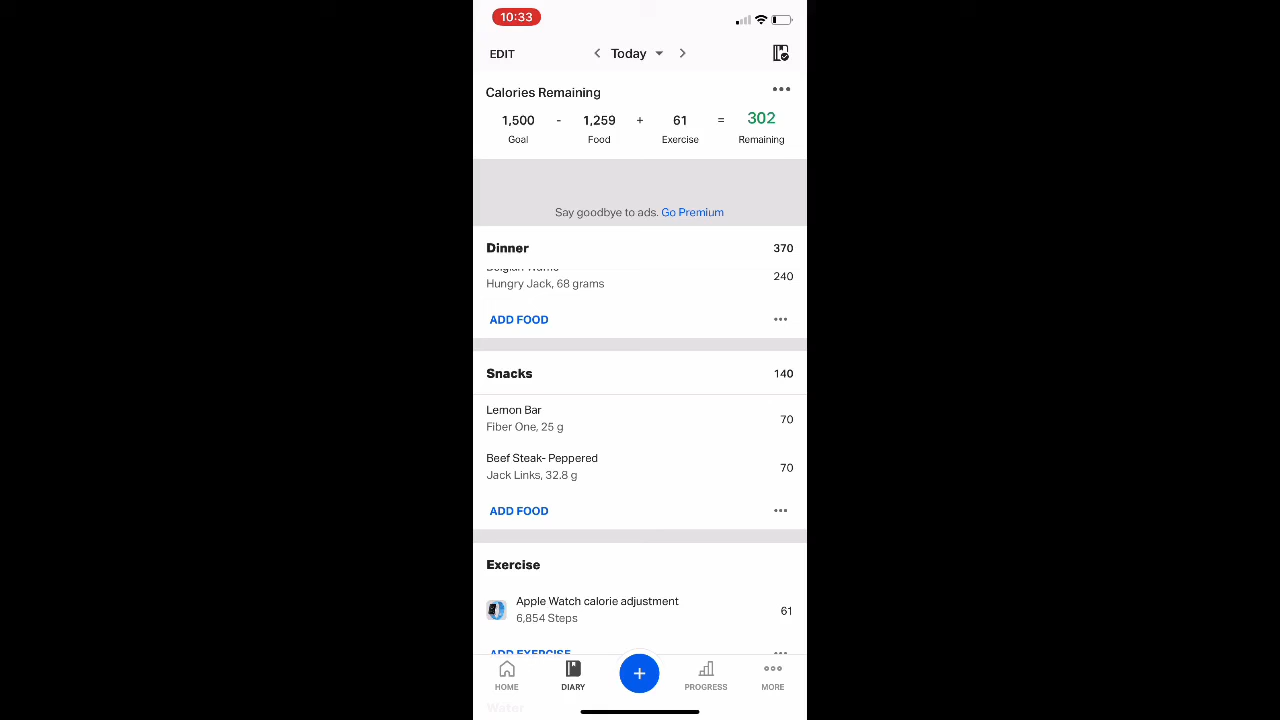 10:33
EDIT
Today
Calories Remaining
1,500 - 1,259 + 61 = 302
Goal Food Exercise Remaining
Say goodbye to ads. Go Premium
Dinner 370
240
Hungry Jack, 68 grams
ADD FOOD
Snacks 140
Lemon Bar
Fiber One, 25 g
70
Beef Steak- Peppered
Jack Links, 32.8 g
70
ADD FOOD
Exercise
Apple Watch calorie adjustment
6,854 Steps
61
ADD EXERCISE
HOME DIARY + PROGRESS MORE
Water